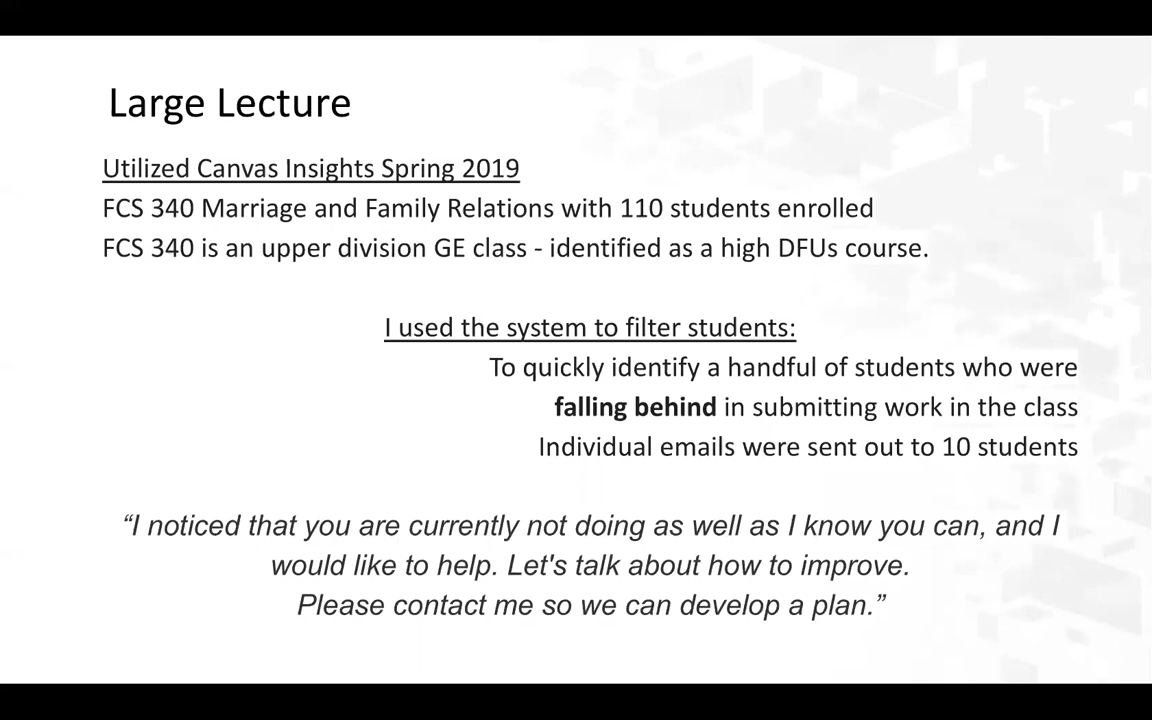 Large Lecture
Utilized Canvas Insights Spring 2019
FCS 340 Marriage and Family Relations with 110 students enrolled
FCS 340 is an upper division GE class - identified as a high DFUs course.
I used the system to filter students:
To quickly identify a handful of students who were
falling behind in submitting work in the class
Individual emails were sent out to 10 students
“I noticed that you are currently not doing as well as I know you can, and I
would like to help. Let's talk about how to improve.
Please contact me so we can develop a plan.”